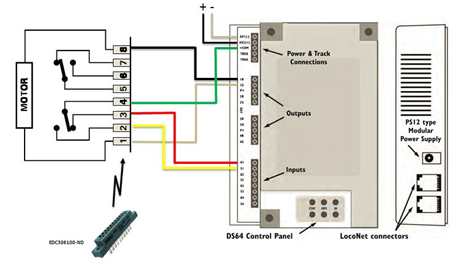 + -
MOTOR
8
7
6
5
4
3
2
1
EDC306100-ND
Power & Track
Connections
Outputs
Inputs
DS64 Control Panel
PS12 type
Modular
Power Supply
LocoNet connectors